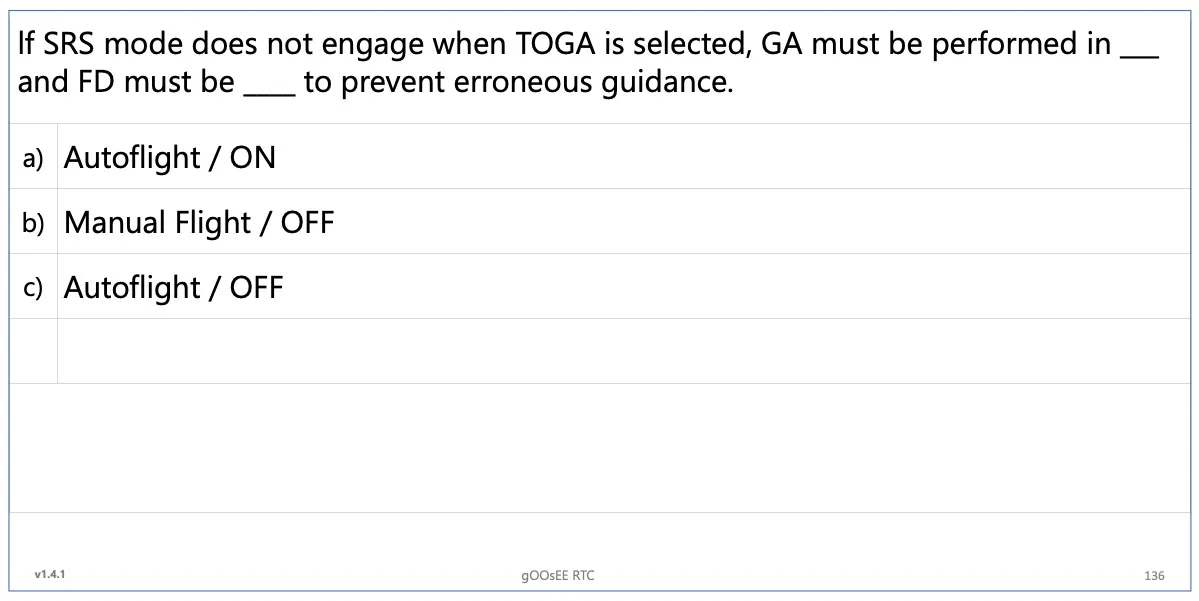 If SRS mode does not engage when TOGA is selected, GA must be performed in ___
and FD must be ____ to prevent erroneous guidance.
a) Autoflight / ON
b) Manual Flight / OFF
c) Autoflight / OFF
v1.4.1 gOOsEE RTC 136